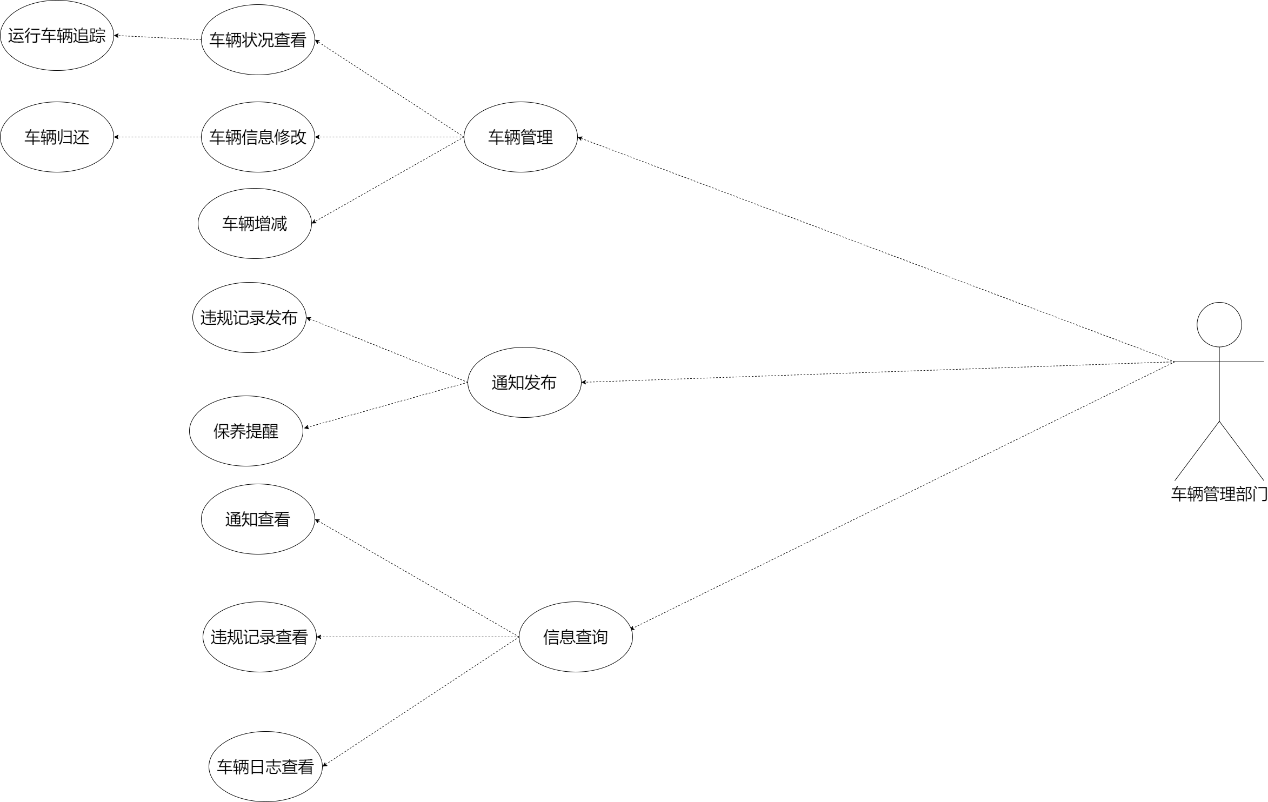 运行车辆追踪
车辆状况查看
车辆归还
车辆信息修改
车辆管理
车辆增减
违规记录发布
通知发布
保养提醒
车辆管理部门
通知查看
违规记录查看
信息查询
车辆日志查看